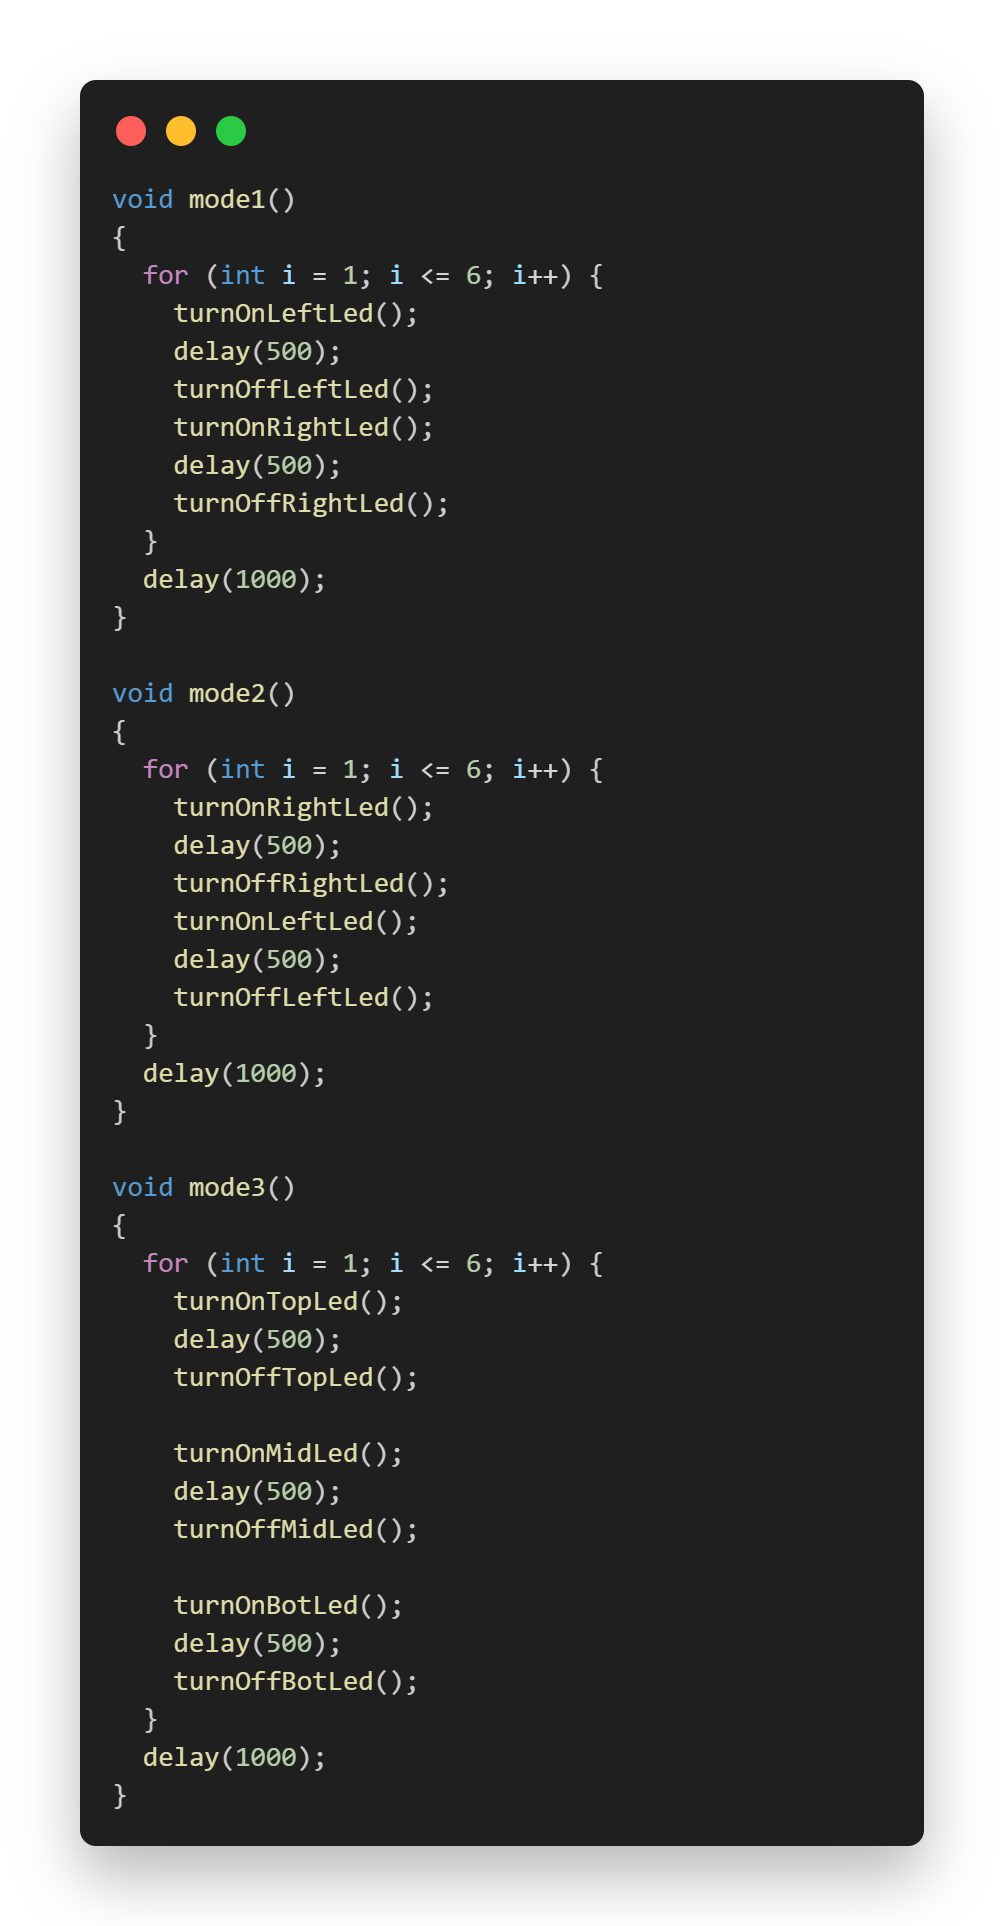 void mode1()
{
  for (int i = 1; i <= 6; i++) {
    turnOnLeftLed();
    delay(500);
    turnOffLeftLed();
    turnOnRightLed();
    delay(500);
    turnOffRightLed();
  }
  delay(1000);
}

void mode2()
{
  for (int i = 1; i <= 6; i++) {
    turnOnRightLed();
    delay(500);
    turnOffRightLed();
    turnOnLeftLed();
    delay(500);
    turnOffLeftLed();
  }
  delay(1000);
}

void mode3()
{
  for (int i = 1; i <= 6; i++) {
    turnOnTopLed();
    delay(500);
    turnOffTopLed();

    turnOnMidLed();
    delay(500);
    turnOffMidLed();

    turnOnBotLed();
    delay(500);
    turnOffBotLed();
  }
  delay(1000);
}